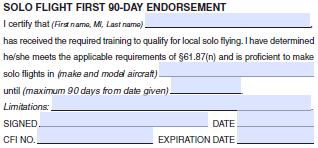 SOLO FLIGHT FIRST 90-DAY ENDORSEMENT
I certify that (First name, MI, Last name) ,
has received the required training to qualify for local solo flying. I have determined
he/she meets the applicable requirements of §61.87(n) and is proficient to make
solo flights in (make and model aircraft)
until (maximum 90 days from date given) .
Limitations: .
SIGNED DATE
CFI NO. EXPIRATION DATE